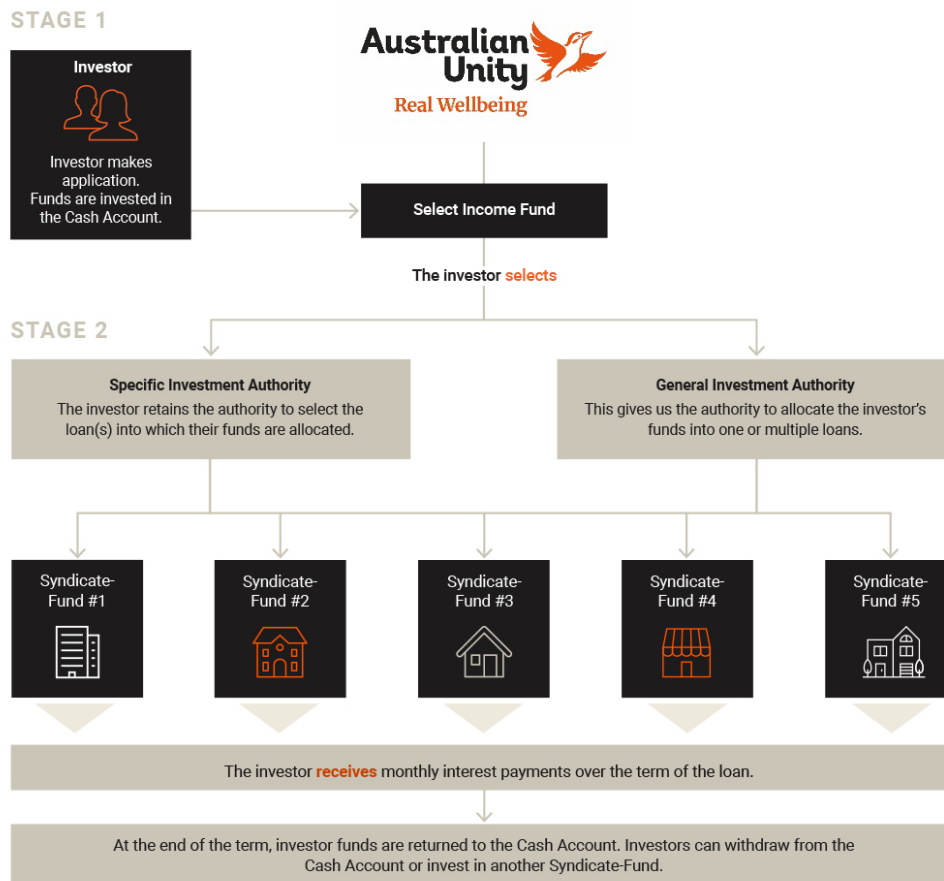 STAGE 1
Investor
Investor makes
application.
Funds are invested in
the Cash Account.
Australian
Unity
Real Wellbeing
Select Income Fund
The investor selects
STAGE 2
Specific Investment Authority
The investor retains the authority to select the
loan(s) into which their funds are allocated.
General Investment Authority
This gives us the authority to allocate the investor’s
funds into one or multiple loans.
Syndicate-
Fund #1
Syndicate-
Fund #2
Syndicate-
Fund #3
Syndicate-
Fund #4
Syndicate-
Fund #5
The investor receives monthly interest payments over the term of the loan.
At the end of the term, investor funds are returned to the Cash Account. Investors can withdraw from the
Cash Account or invest in another Syndicate-Fund.